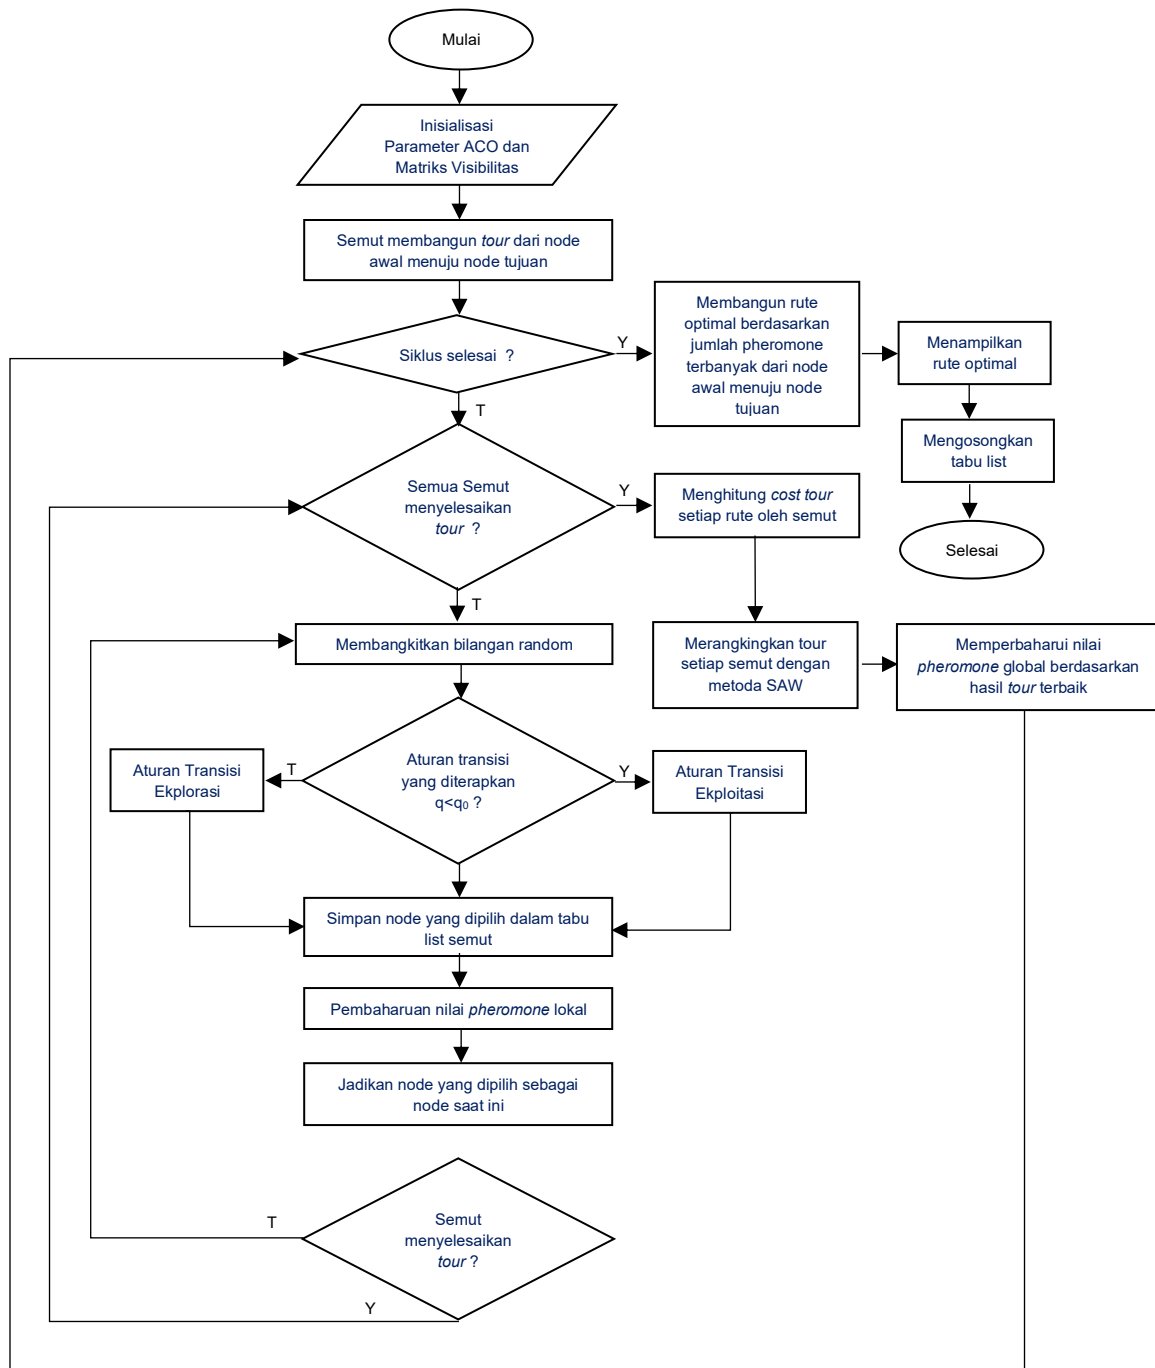 Mulai
Inisialisasi
Parameter ACO dan
Matriks Visibilitas
Semut membangun tour dari node
awal menuju node tujuan
Siklus selesai ?
Y
Membangun rute
optimal berdasarkan
jumlah pheromone
terbanyak dari node
awal menuju node
tujuan
Menampilkan
rute optimal
Mengosongkan
tabu list
Selesai
T
Semua Semut
menyelesaikan
tour ?
Y
Menghitung cost tour
setiap rute oleh semut
Merangkingkan tour
setiap semut dengan
metoda SAW
Memperbaharui nilai
pheromone global berdasarkan
hasil tour terbaik
T
Membangkitkan bilangan random
Aturan transisi
yang diterapkan
q<q₀ ?
T
Aturan Transisi
Ekplorasi
Y
Aturan Transisi
Ekploitasi
Simpan node yang dipilih dalam tabu
list semut
Pembaharuan nilai pheromone lokal
Jadikan node yang dipilih sebagai
node saat ini
Semut
menyelesaikan
tour ?
T
Y